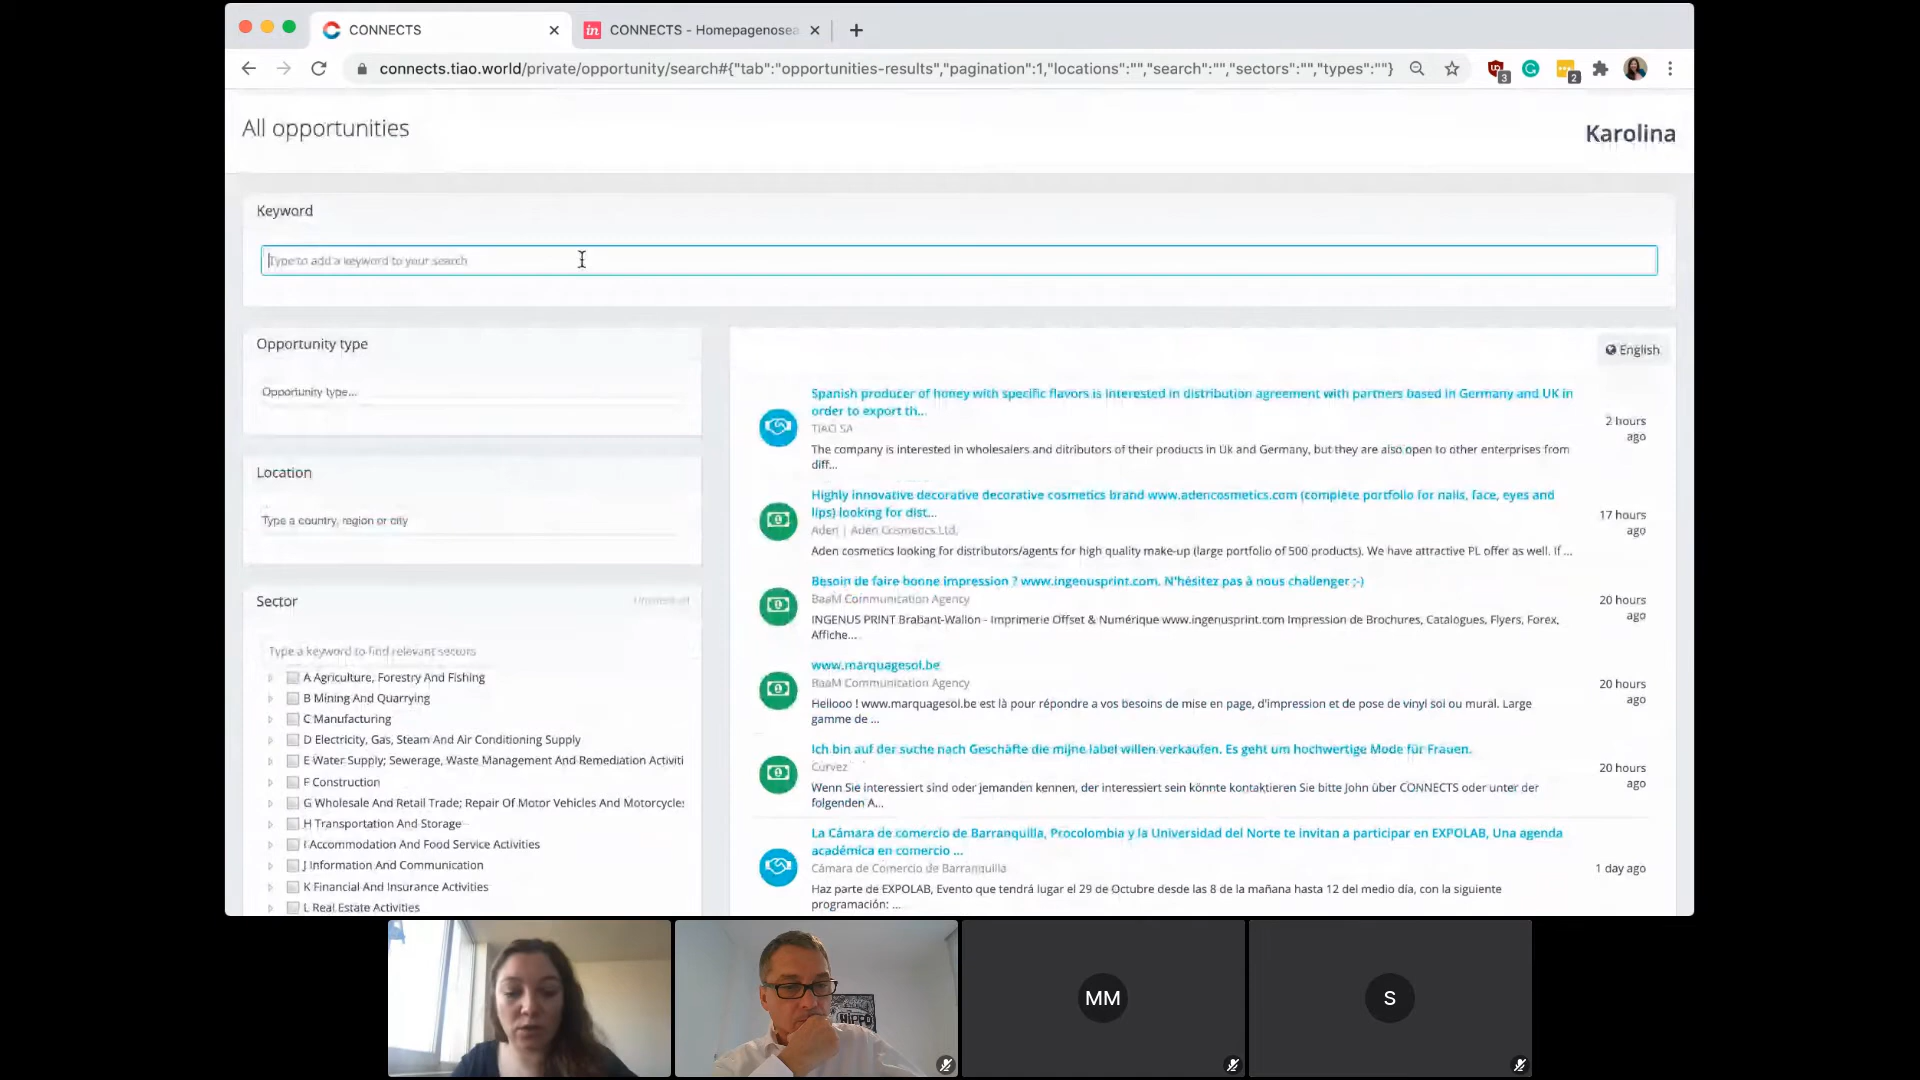 CONNECTS
in CONNECTS - Homepagenosea
connects.tiao.world/private/opportunity/search#{"tab":"opportunities-results","pagination":1,"locations":"","search":"","sectors":"","types":""}
3
2
All opportunities
Karolina
Keyword
Type to add a keyword to your search
Opportunity type
Opportunity type...
Location
Type a country, region or city
Sector
Type a keyword to find relevant sectors
A Agriculture, Forestry And Fishing
B Mining And Quarrying
C Manufacturing
D Electricity, Gas, Steam And Air Conditioning Supply
E Water Supply; Sewerage, Waste Management And Remediation Activiti
F Construction
G Wholesale And Retail Trade; Repair Of Motor Vehicles And Motorcycles
H Transportation And Storage
I Accommodation And Food Service Activities
J Information And Communication
K Financial And Insurance Activities
L Real Estate Activities
English
Spanish producer of honey with specific flavors is interested in distribution agreement with partners based in Germany and UK in
order to export th...
TIAO SA
The company is interested in wholesalers and ditributors of their products in Uk and Germany, but they are also open to other enterprises from
diff...
2 hours
ago
Highly innovative decorative decorative cosmetics brand www.adencosmetics.com (complete portfolio for nails, face, eyes and
lips) looking for dist...
Aden | Aden Cosmetics Ltd.
Aden cosmetics looking for distributors/agents for high quality make-up (large portfolio of 500 products). We have attractive PL offer as well. If ...
17 hours
ago
Besoin de faire bonne impression ? www.ingenusprint.com. N'hésitez pas à nous challenger ;-)
BaaM Communication Agency
INGENUS PRINT Brabant-Wallon - Imprimerie Offset & Numérique www.ingenusprint.com Impression de Brochures, Catalogues, Flyers, Forex,
Affiche...
20 hours
ago
www.marquagesol.be
BaaM Communication Agency
Hellooo ! www.marquagesol.be est là pour répondre a vos besoins de mise en page, d'impression et de pose de vinyl sol ou mural. Large
gamme de ...
20 hours
ago
Ich bin auf der suche nach Geschäfte die mijne label willen verkaufen. Es geht um hochwertige Mode für Frauen.
Curvez
Wenn Sie interessiert sind oder jemanden kennen, der interessiert sein könnte kontaktieren Sie bitte John über CONNECTS oder unter der
folgenden A...
20 hours
ago
La Cámara de comercio de Barranquilla, Procolombia y la Universidad del Norte te invitan a participar en EXPOLAB, Una agenda
académica en comercio ...
Cámara de Comercio de Barranquilla
Haz parte de EXPOLAB, Evento que tendrá lugar el 29 de Octubre desde las 8 de la mañana hasta 12 del medio día, con la siguiente
programación: ...
1 day ago
HIPPO
MM
S